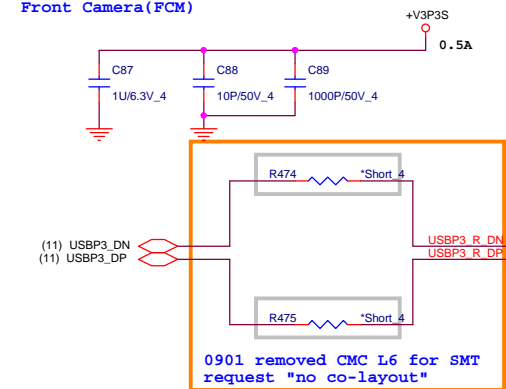 Front Camera(FCM)
+V3P3S
0.5A
C87
C88
C89
1U/6.3V_4
10P/50V_4
1000P/50V_4
R474
*Short_4
(11) USBP3_DN
USBP3_R_DN
(11) USBP3_DP
USBP3_R_DP
R475
*Short_4
0901 removed CMC L6 for SMT
request "no co-layout"